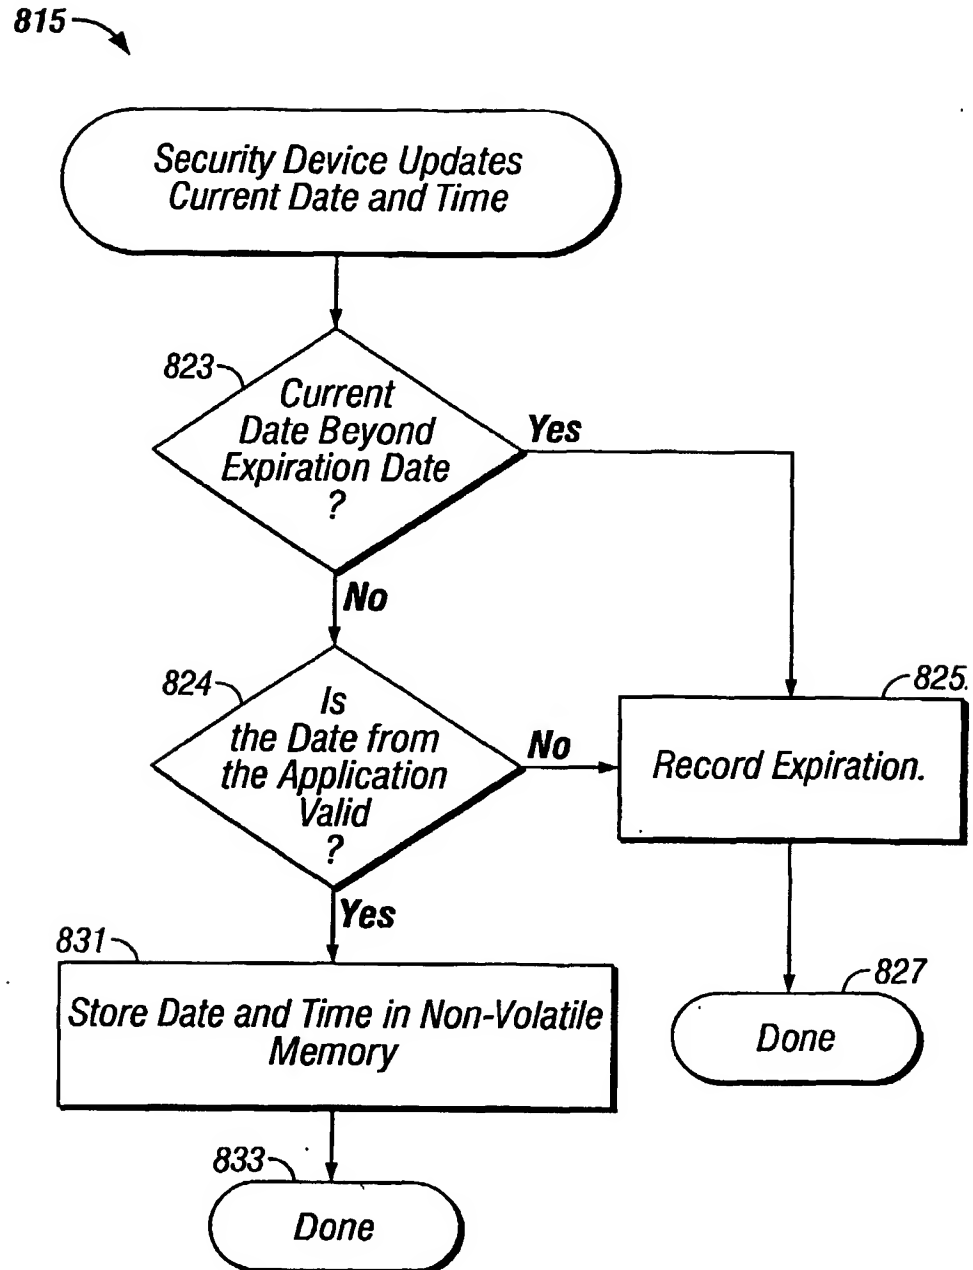 815
Security Device Updates
Current Date and Time
823
Current
Date Beyond
Expiration Date
?
Yes
No
824
Is
the Date from
the Application
Valid
?
No
825.
Record Expiration.
Yes
831
Store Date and Time in Non-Volatile
Memory
827
Done
833
Done